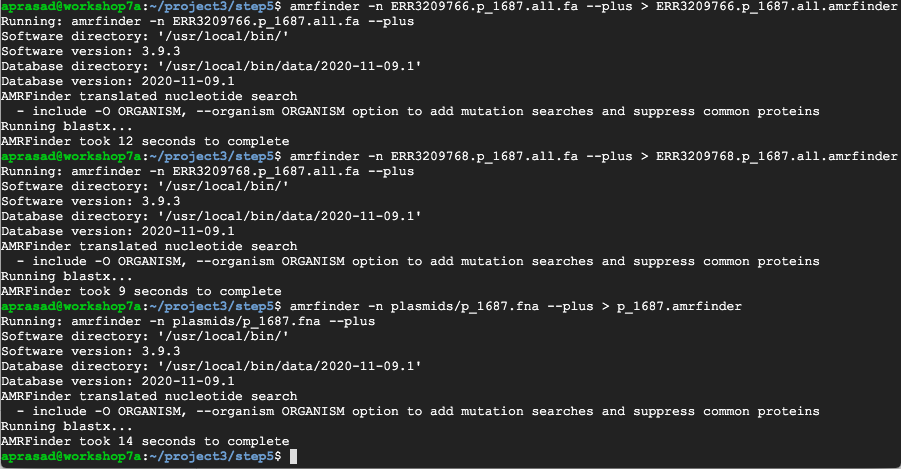 aprasad@workshop7a:~/project3/step5$ amrfinder -n ERR3209766.p_1687.all.fa --plus > ERR3209766.p_1687.all.amrfinder
Running: amrfinder -n ERR3209766.p_1687.all.fa --plus
Software directory: '/usr/local/bin/'
Software version: 3.9.3
Database directory: '/usr/local/bin/data/2020-11-09.1'
Database version: 2020-11-09.1
AMRFinder translated nucleotide search
  - include -O ORGANISM, --organism ORGANISM option to add mutation searches and suppress common proteins
Running blastx...
AMRFinder took 12 seconds to complete
aprasad@workshop7a:~/project3/step5$ amrfinder -n ERR3209768.p_1687.all.fa --plus > ERR3209768.p_1687.all.amrfinder
Running: amrfinder -n ERR3209768.p_1687.all.fa --plus
Software directory: '/usr/local/bin/'
Software version: 3.9.3
Database directory: '/usr/local/bin/data/2020-11-09.1'
Database version: 2020-11-09.1
AMRFinder translated nucleotide search
  - include -O ORGANISM, --organism ORGANISM option to add mutation searches and suppress common proteins
Running blastx...
AMRFinder took 9 seconds to complete
aprasad@workshop7a:~/project3/step5$ amrfinder -n plasmids/p_1687.fna --plus > p_1687.amrfinder
Running: amrfinder -n plasmids/p_1687.fna --plus
Software directory: '/usr/local/bin/'
Software version: 3.9.3
Database directory: '/usr/local/bin/data/2020-11-09.1'
Database version: 2020-11-09.1
AMRFinder translated nucleotide search
  - include -O ORGANISM, --organism ORGANISM option to add mutation searches and suppress common proteins
Running blastx...
AMRFinder took 14 seconds to complete
aprasad@workshop7a:~/project3/step5$